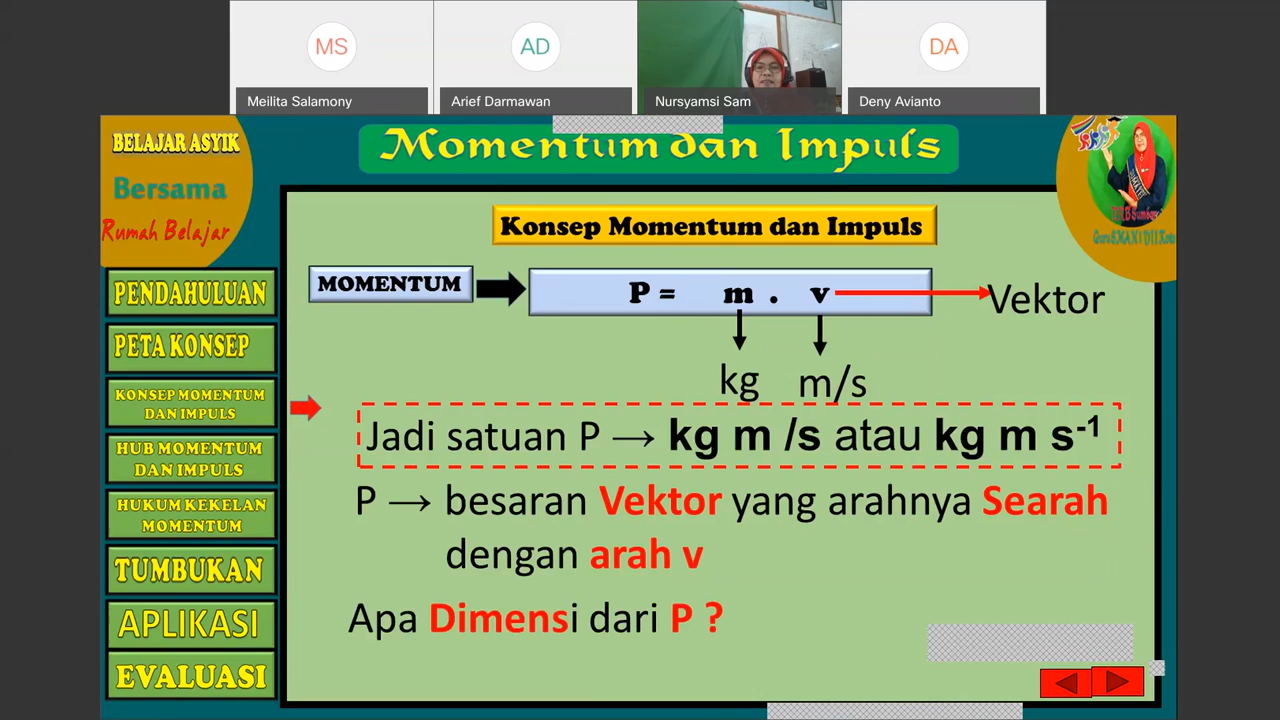 MS
AD
DA
Meilita Salamony
Arief Darmawan
Nursyamsi Sam
Deny Avianto
BELAJAR ASYIK
Bersama
Rumah Belajar
Momentum dan Impuls
Konsep Momentum dan Impuls
MOMENTUM
P = m . v
Vektor
kg m/s
Jadi satuan P → kg m /s atau kg m s-1
P → besaran Vektor yang arahnya Searah
dengan arah v
Apa Dimensi dari P ?
PENDAHULUAN
PETA KONSEP
KONSEP MOMENTUM
DAN IMPULS
HUB MOMENTUM
DAN IMPULS
HUKUM KEKELAN
MOMENTUM
TUMBUKAN
APLIKASI
EVALUASI